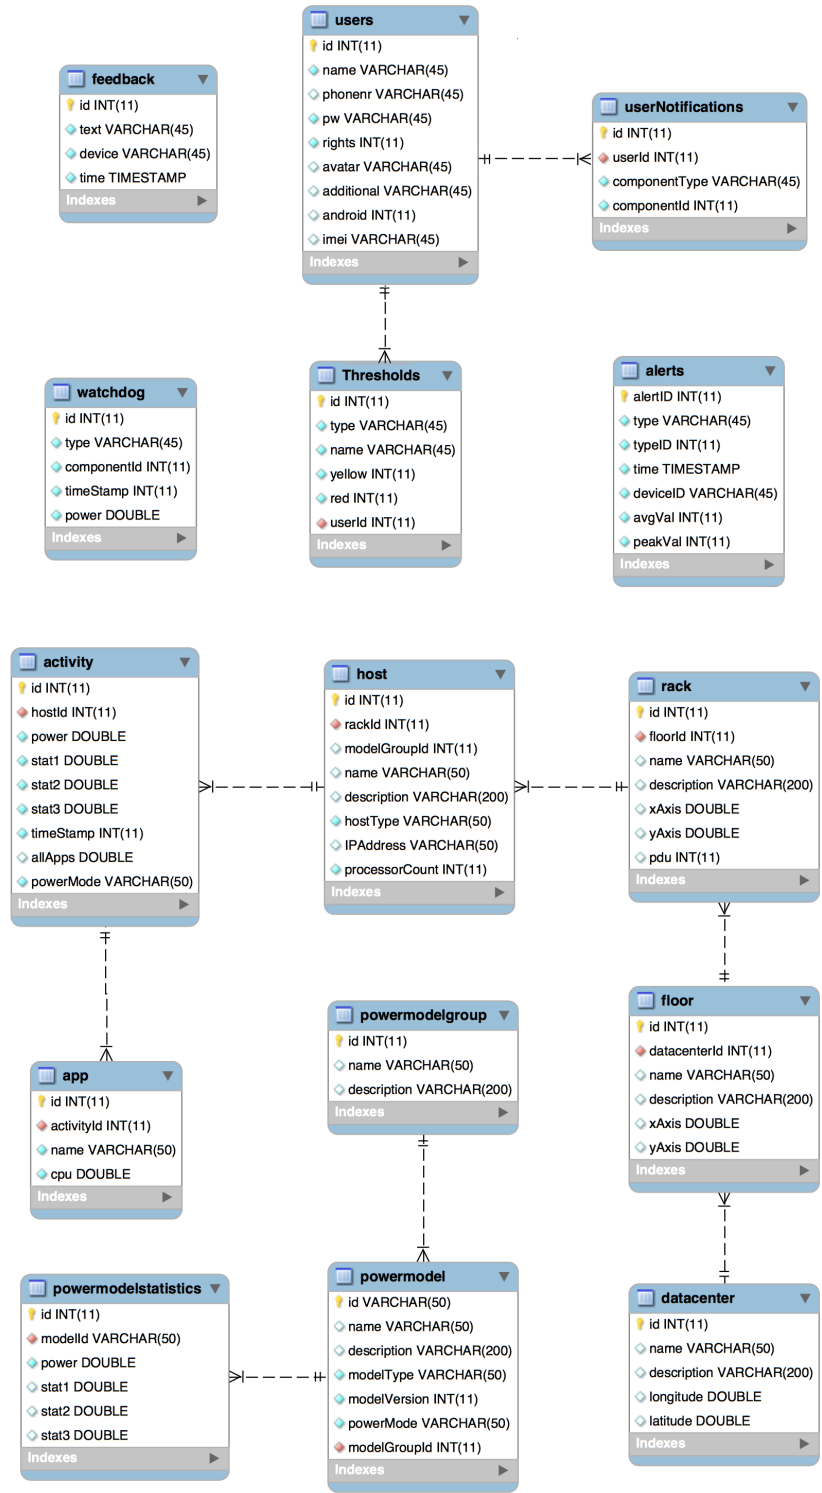 users
id INT(11)
name VARCHAR(45)
phonenr VARCHAR(45)
pw VARCHAR(45)
rights INT(11)
avatar VARCHAR(45)
additional VARCHAR(45)
android INT(11)
imei VARCHAR(45)
Indexes
feedback
id INT(11)
text VARCHAR(45)
device VARCHAR(45)
time TIMESTAMP
Indexes
userNotifications
id INT(11)
userId INT(11)
componentType VARCHAR(45)
componentId INT(11)
Indexes
watchdog
id INT(11)
type VARCHAR(45)
componentId INT(11)
timeStamp INT(11)
power DOUBLE
Indexes
Thresholds
id INT(11)
type VARCHAR(45)
name VARCHAR(45)
yellow INT(11)
red INT(11)
userId INT(11)
Indexes
alerts
alertID INT(11)
type VARCHAR(45)
typeID INT(11)
time TIMESTAMP
deviceID VARCHAR(45)
avgVal INT(11)
peakVal INT(11)
Indexes
activity
id INT(11)
hostId INT(11)
power DOUBLE
stat1 DOUBLE
stat2 DOUBLE
stat3 DOUBLE
timeStamp INT(11)
allApps DOUBLE
powerMode VARCHAR(50)
Indexes
host
id INT(11)
rackId INT(11)
modelGroupId INT(11)
name VARCHAR(50)
description VARCHAR(200)
hostType VARCHAR(50)
IPAddress VARCHAR(50)
processorCount INT(11)
Indexes
rack
id INT(11)
floorId INT(11)
name VARCHAR(50)
description VARCHAR(200)
xAxis DOUBLE
yAxis DOUBLE
pdu INT(11)
Indexes
app
id INT(11)
activityId INT(11)
name VARCHAR(50)
cpu DOUBLE
Indexes
powermodelgroup
id INT(11)
name VARCHAR(50)
description VARCHAR(200)
Indexes
floor
id INT(11)
datacenterId INT(11)
name VARCHAR(50)
description VARCHAR(200)
xAxis DOUBLE
yAxis DOUBLE
Indexes
powermodelstatistics
id INT(11)
modelId VARCHAR(50)
power DOUBLE
stat1 DOUBLE
stat2 DOUBLE
stat3 DOUBLE
Indexes
powermodel
id VARCHAR(50)
name VARCHAR(50)
description VARCHAR(200)
modelType VARCHAR(50)
modelVersion INT(11)
powerMode VARCHAR(50)
modelGroupId INT(11)
Indexes
datacenter
id INT(11)
name VARCHAR(50)
description VARCHAR(200)
longitude DOUBLE
latitude DOUBLE
Indexes